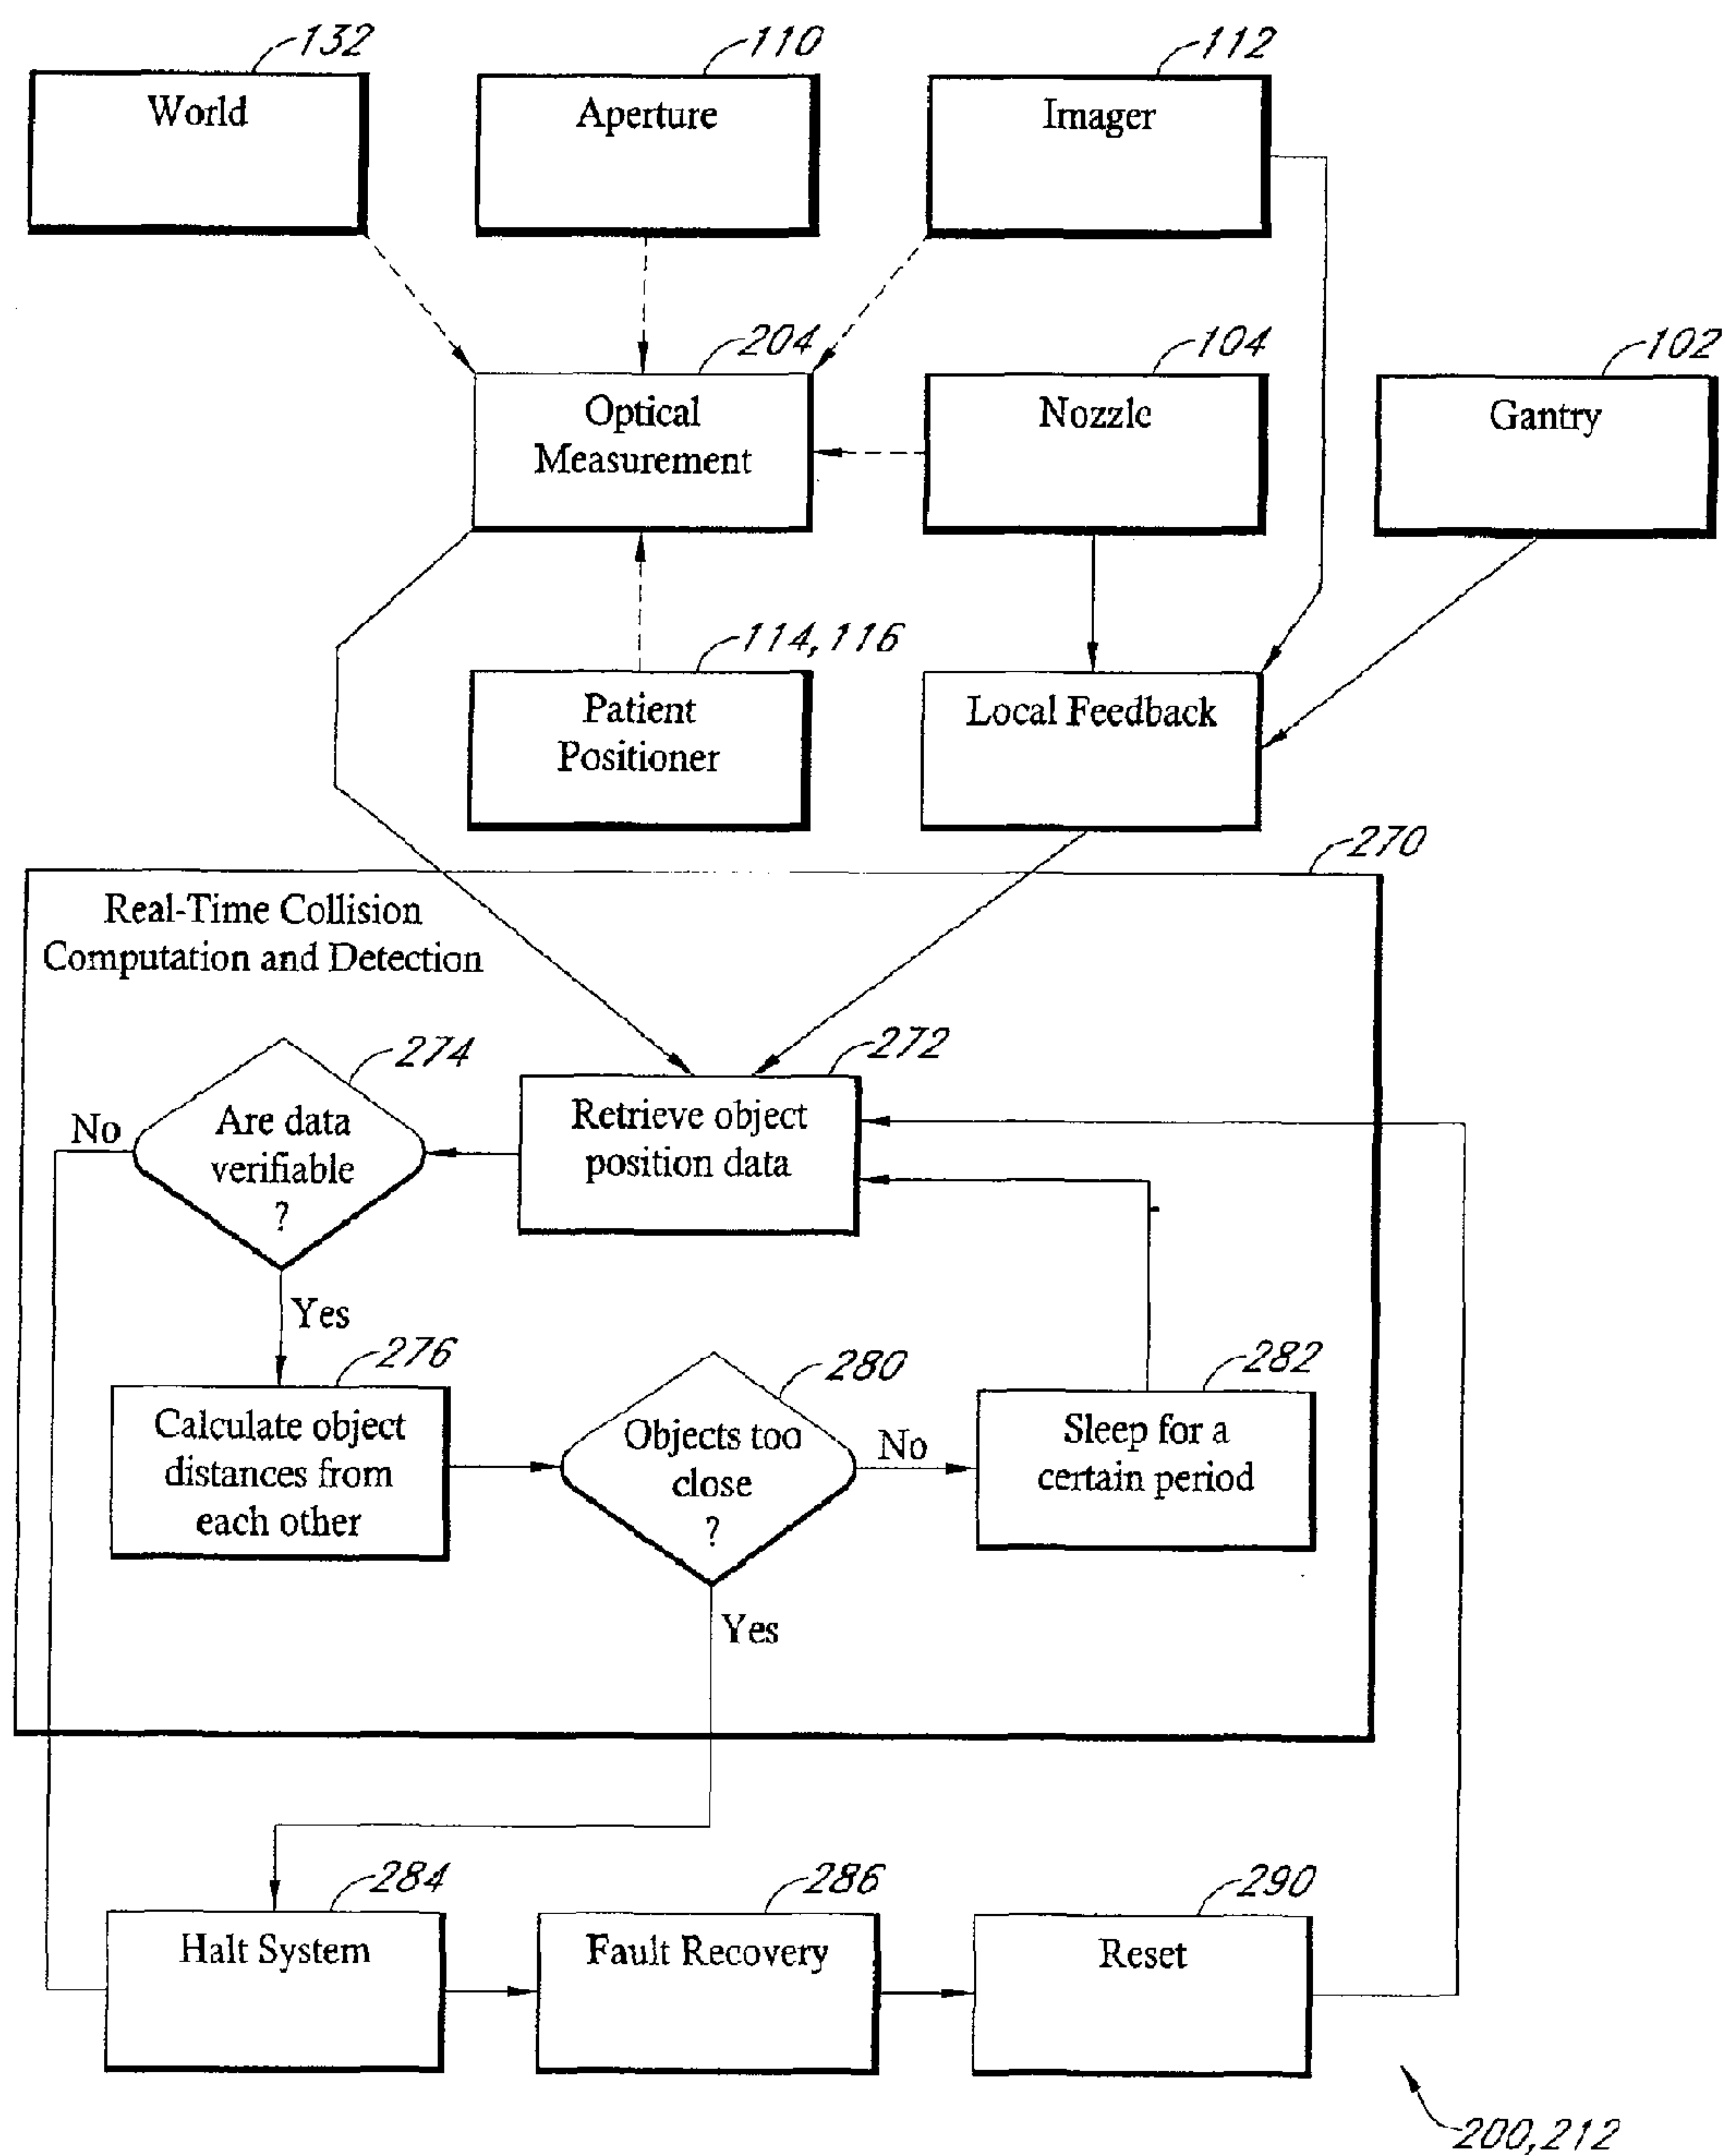 132
110
112
World
Aperture
Imager
204
104
102
Optical
Measurement
Nozzle
Gantry
114, 116
Patient
Positioner
Local Feedback
270
Real-Time Collision
Computation and Detection
274
272
No
Are data
verifiable
?
Retrieve object
position data
Yes
276
280
282
Calculate object
distances from
each other
Objects too
close
?
No
Sleep for a
certain period
Yes
284
286
290
Halt System
Fault Recovery
Reset
200, 212